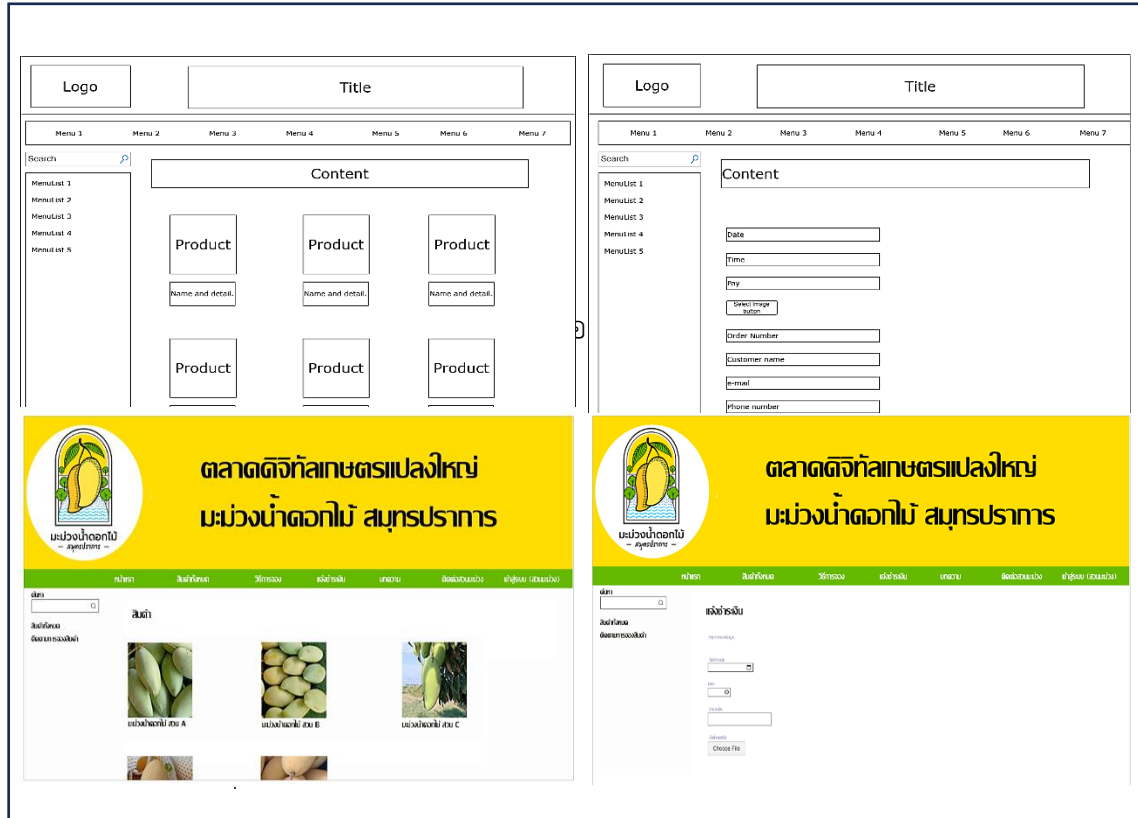 Logo
Title
Menu 1 Menu 2 Menu 3 Menu 4 Menu 5 Menu 6 Menu 7
Search
Content
MenuList 1
MenuList 2
MenuList 3
MenuList 4
MenuList 5
Product Product Product
Name and detail. Name and detail. Name and detail.
Product Product Product
Logo
Title
Menu 1 Menu 2 Menu 3 Menu 4 Menu 5 Menu 6 Menu 7
Search
Content
MenuList 1
MenuList 2
MenuList 3
MenuList 4
MenuList 5
Date
Time
Pay
Select Image
button
Order Number
Customer name
e-mail
Phone number
มะม่วงน้ำดอกไม้
– สมุทรปราการ –
ตลาดดิจิทัลเกษตรแปลงใหญ่
มะม่วงน้ำดอกไม้ สมุทรปราการ
หน้าแรก สินค้าทั้งหมด วิธีการจอง แจ้งชำระเงิน บทความ ติดต่อสวนมะม่วง เข้าสู่ระบบ (สวนมะม่วง)
ค้นหา
สินค้าทั้งหมด
ติดตามการจองสินค้า
สินค้า
มะม่วงน้ำดอกไม้ สวน A
มะม่วงน้ำดอกไม้ สวน B
มะม่วงน้ำดอกไม้ สวน C
มะม่วงน้ำดอกไม้
– สมุทรปราการ –
ตลาดดิจิทัลเกษตรแปลงใหญ่
มะม่วงน้ำดอกไม้ สมุทรปราการ
หน้าแรก สินค้าทั้งหมด วิธีการจอง แจ้งชำระเงิน บทความ ติดต่อสวนมะม่วง เข้าสู่ระบบ (สวนมะม่วง)
ค้นหา
สินค้าทั้งหมด
ติดตามการจองสินค้า
แจ้งชำระเงิน
Choose File